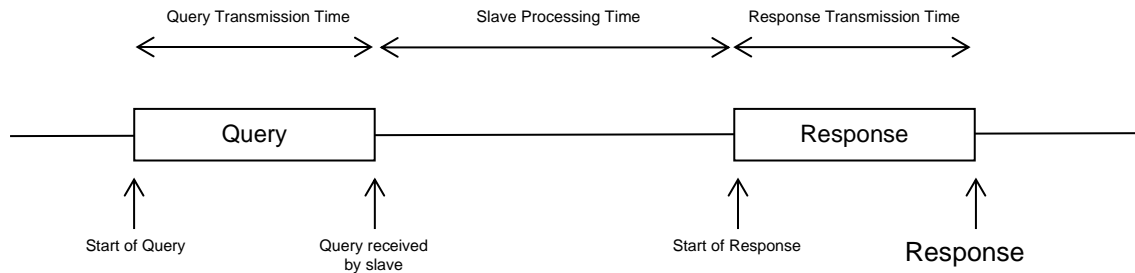 Query Transmission Time
Slave Processing Time
Response Transmission Time
Query
Response
Start of Query
Query received
by slave
Start of Response
Response